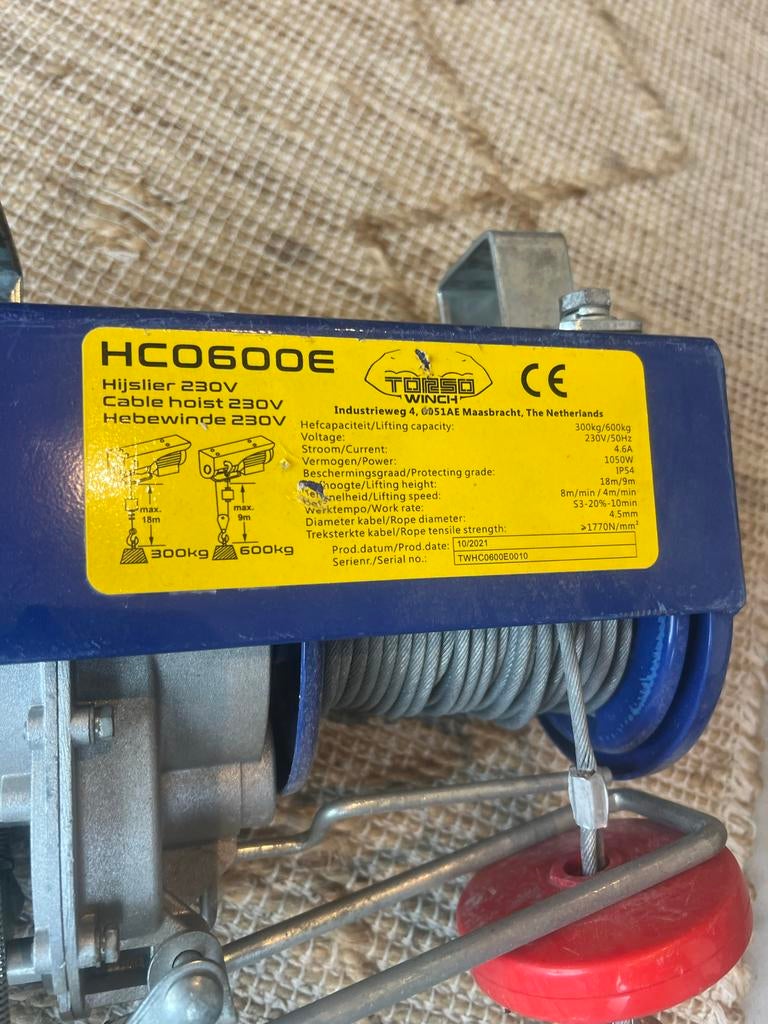 HC0600E
Hijslier 230V
Cable hoist 230V
Hebewinde 230V
TORSO
WINCH
CE
Industrieweg 4, 6051AE Maasbracht, The Netherlands
Hefcapaciteit/Lifting capacity: 300kg/600kg
Voltage: 230V/50Hz
Stroom/Current: 4.6A
Vermogen/Power: 1050W
Beschermingsgraad/Protecting grade: IP54
hoogte/Lifting height: 18m/9m
snelheid/Lifting speed: 8m/min / 4m/min
Werktempo/Work rate: S3-20%-10min
Diameter kabel/Rope diameter: 4.5mm
Treksterkte kabel/Rope tensile strength: ≥1770N/mm²
Prod.datum/Prod.date: 10/2021
Serienr./Serial no.: TWHC0600E0010
max.
18m
300kg
max.
9m
600kg